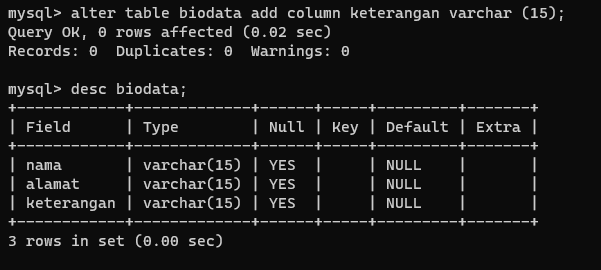 mysql> alter table biodata add column keterangan varchar (15);
Query OK, 0 rows affected (0.02 sec)
Records: 0  Duplicates: 0  Warnings: 0

mysql> desc biodata;
+------------+-------------+------+-----+---------+-------+
| Field      | Type        | Null | Key | Default | Extra |
+------------+-------------+------+-----+---------+-------+
| nama       | varchar(15) | YES  |     | NULL    |       |
| alamat     | varchar(15) | YES  |     | NULL    |       |
| keterangan | varchar(15) | YES  |     | NULL    |       |
+------------+-------------+------+-----+---------+-------+
3 rows in set (0.00 sec)